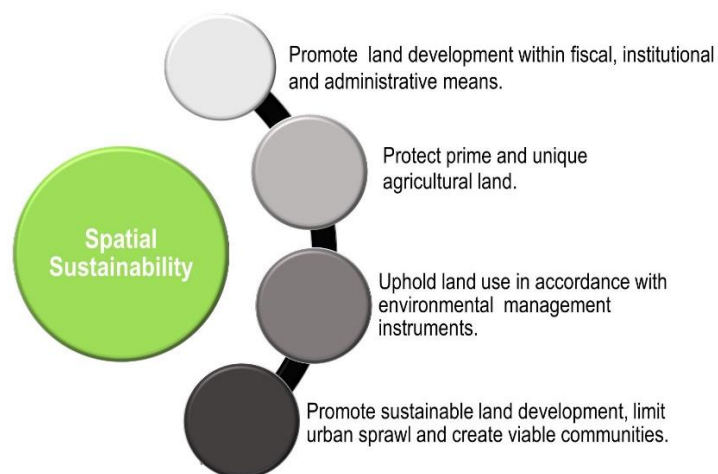 Promote land development within fiscal, institutional
and administrative means.
Protect prime and unique
agricultural land.
Spatial
Sustainability
Uphold land use in accordance with
environmental management
instruments.
Promote sustainable land development, limit
urban sprawl and create viable communities.